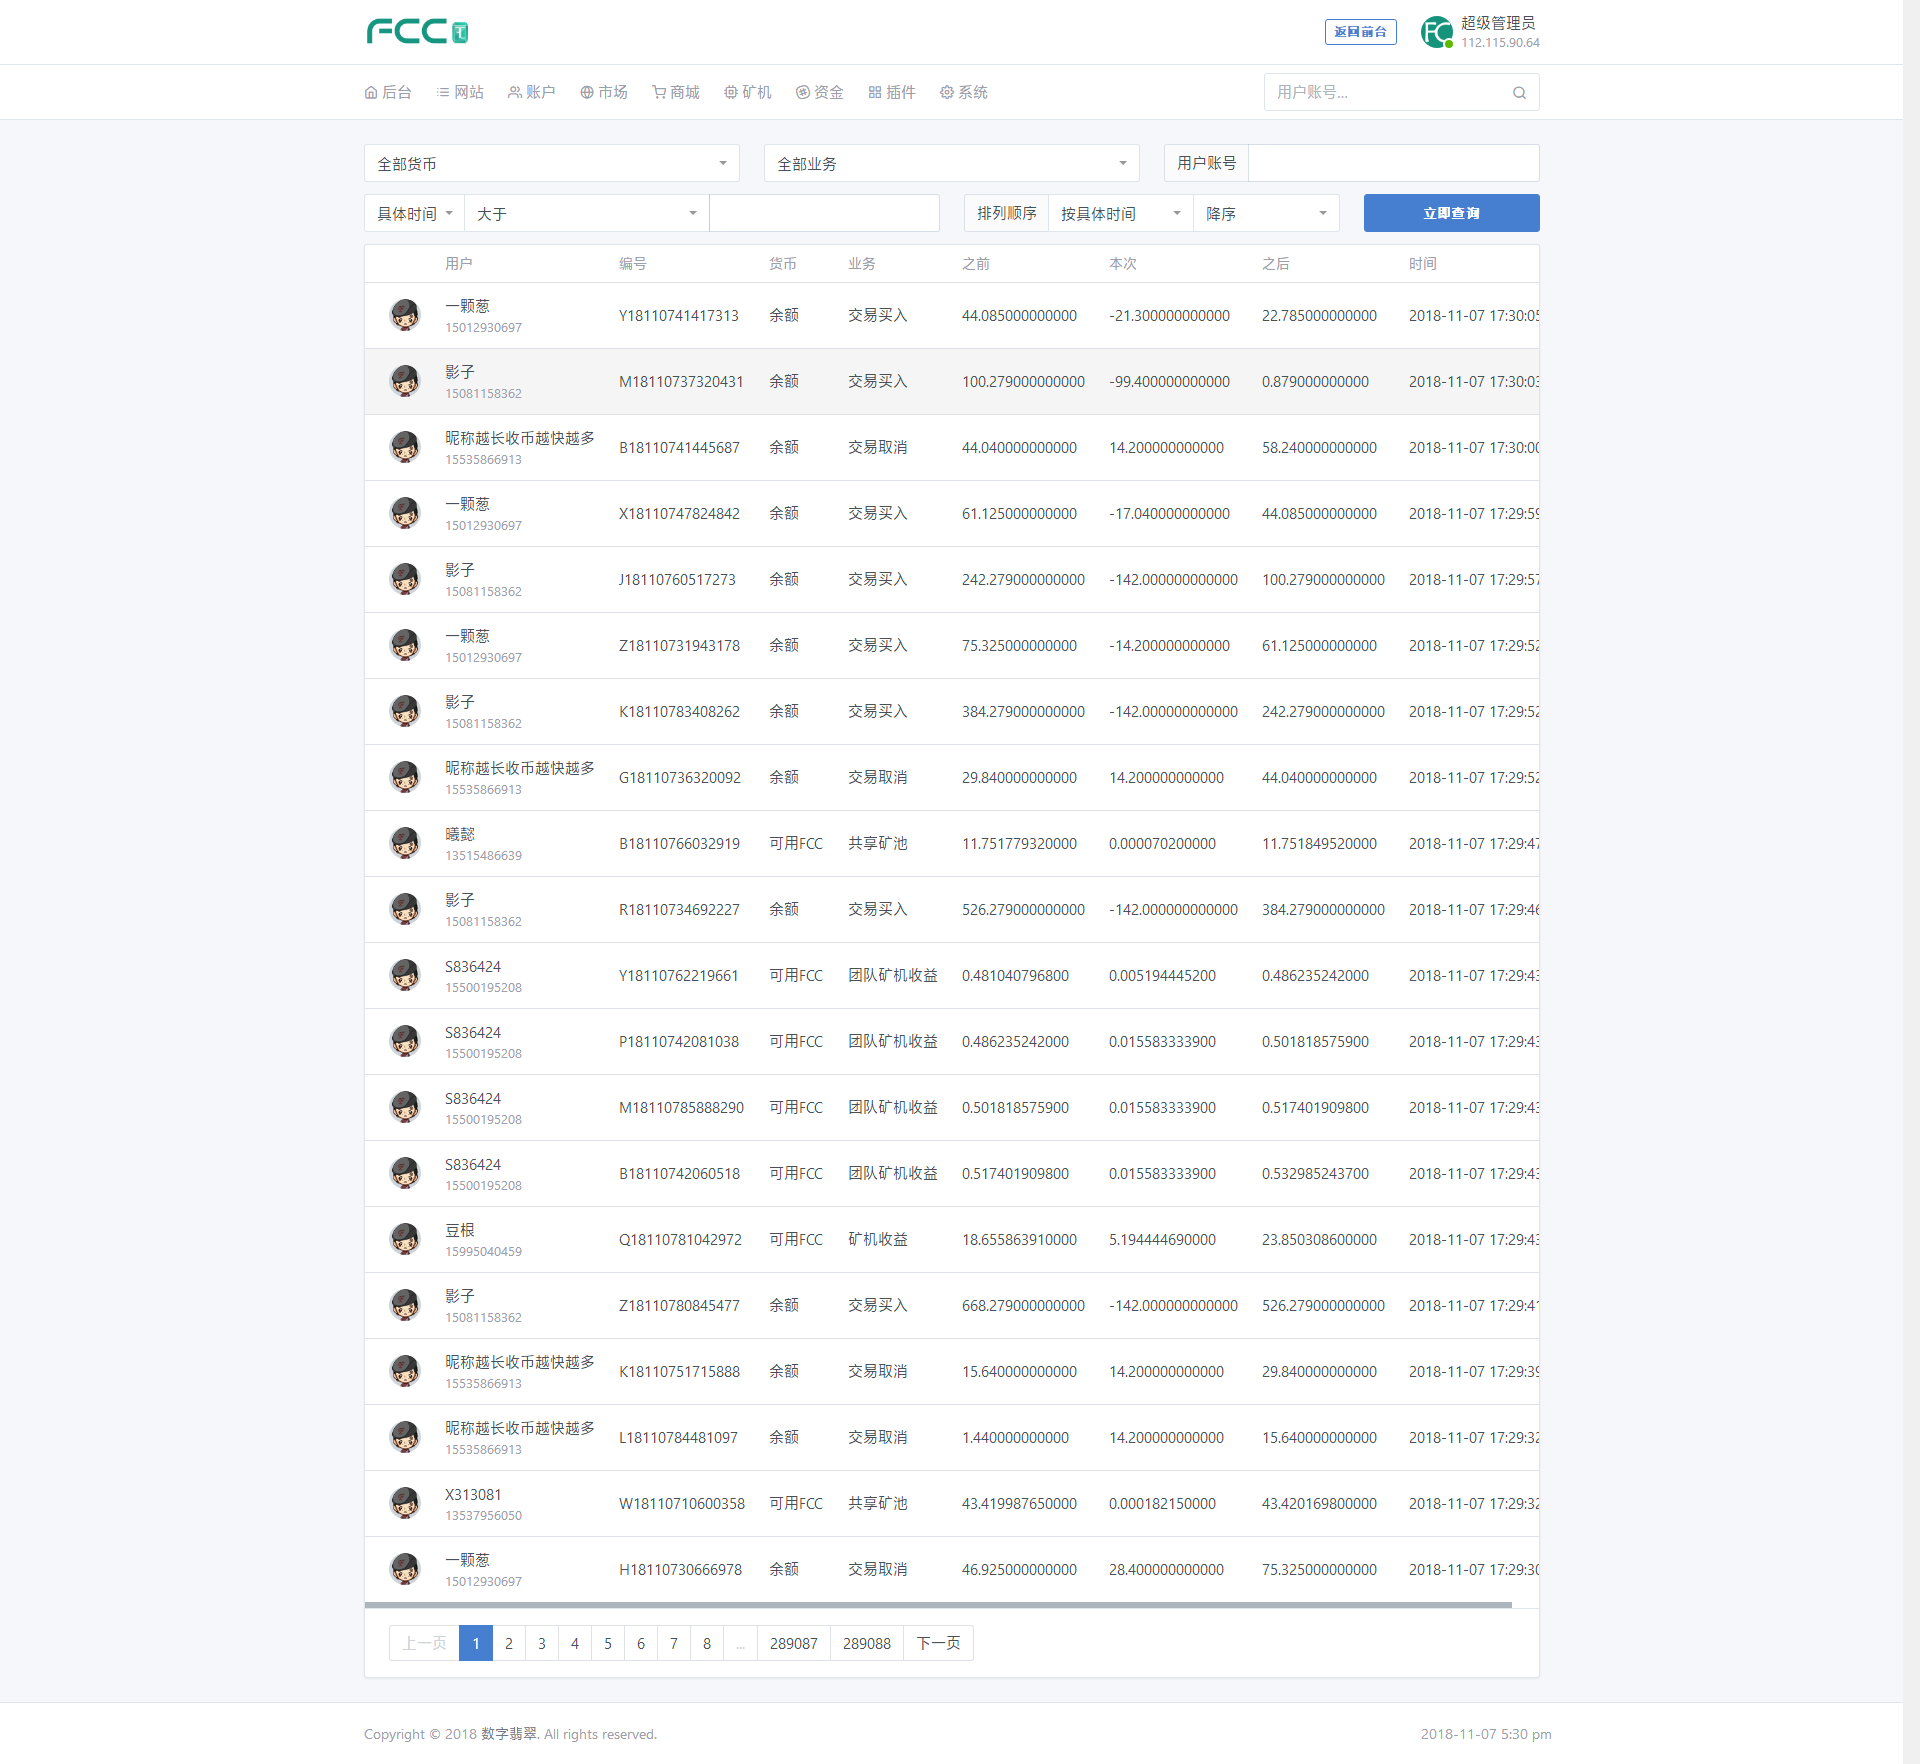 FCC
返回前台
超级管理员
112.115.90.64
后台 网站 账户 市场 商城 矿机 资金 插件 系统
用户账号...
全部货币 全部业务 用户账号
具体时间 大于 排列顺序 按具体时间 降序 立即查询
用户 编号 货币 业务 之前 本次 之后 时间
一颗葱
15012930697
Y18110741417313 余额 交易买入 44.085000000000 -21.300000000000 22.785000000000 2018-11-07 17:30:05
影子
15081158362
M18110737320431 余额 交易买入 100.279000000000 -99.400000000000 0.879000000000 2018-11-07 17:30:03
昵称越长收币越快越多
15535866913
B18110741445687 余额 交易取消 44.040000000000 14.200000000000 58.240000000000 2018-11-07 17:30:00
一颗葱
15012930697
X18110747824842 余额 交易买入 61.125000000000 -17.040000000000 44.085000000000 2018-11-07 17:29:59
影子
15081158362
J18110760517273 余额 交易买入 242.279000000000 -142.000000000000 100.279000000000 2018-11-07 17:29:57
一颗葱
15012930697
Z18110731943178 余额 交易买入 75.325000000000 -14.200000000000 61.125000000000 2018-11-07 17:29:52
影子
15081158362
K18110783408262 余额 交易买入 384.279000000000 -142.000000000000 242.279000000000 2018-11-07 17:29:52
昵称越长收币越快越多
15535866913
G18110736320092 余额 交易取消 29.840000000000 14.200000000000 44.040000000000 2018-11-07 17:29:52
曦懿
13515486639
B18110766032919 可用FCC 共享矿池 11.751779320000 0.000070200000 11.751849520000 2018-11-07 17:29:47
影子
15081158362
R18110734692227 余额 交易买入 526.279000000000 -142.000000000000 384.279000000000 2018-11-07 17:29:46
S836424
15500195208
Y18110762219661 可用FCC 团队矿机收益 0.481040796800 0.005194445200 0.486235242000 2018-11-07 17:29:43
S836424
15500195208
P18110742081038 可用FCC 团队矿机收益 0.486235242000 0.015583333900 0.501818575900 2018-11-07 17:29:43
S836424
15500195208
M18110785888290 可用FCC 团队矿机收益 0.501818575900 0.015583333900 0.517401909800 2018-11-07 17:29:43
S836424
15500195208
B18110742060518 可用FCC 团队矿机收益 0.517401909800 0.015583333900 0.532985243700 2018-11-07 17:29:43
豆根
15995040459
Q18110781042972 可用FCC 矿机收益 18.655863910000 5.194444690000 23.850308600000 2018-11-07 17:29:43
影子
15081158362
Z18110780845477 余额 交易买入 668.279000000000 -142.000000000000 526.279000000000 2018-11-07 17:29:41
昵称越长收币越快越多
15535866913
K18110751715888 余额 交易取消 15.640000000000 14.200000000000 29.840000000000 2018-11-07 17:29:39
昵称越长收币越快越多
15535866913
L18110784481097 余额 交易取消 1.440000000000 14.200000000000 15.640000000000 2018-11-07 17:29:32
X313081
13537956050
W18110710600358 可用FCC 共享矿池 43.419987650000 0.000182150000 43.420169800000 2018-11-07 17:29:32
一颗葱
15012930697
H18110730666978 余额 交易取消 46.925000000000 28.400000000000 75.325000000000 2018-11-07 17:29:30
上一页 1 2 3 4 5 6 7 8 ... 289087 289088 下一页
Copyright © 2018 数字翡翠. All rights reserved. 2018-11-07 5:30 pm